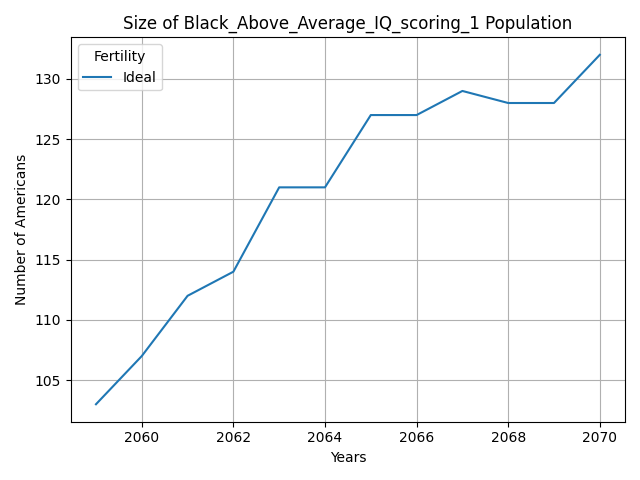 Size of Black_Above_Average_IQ_scoring_1 Population
Fertility
Ideal
Number of Americans
130
125
120
115
110
105
2060 2062 2064 2066 2068 2070
Years